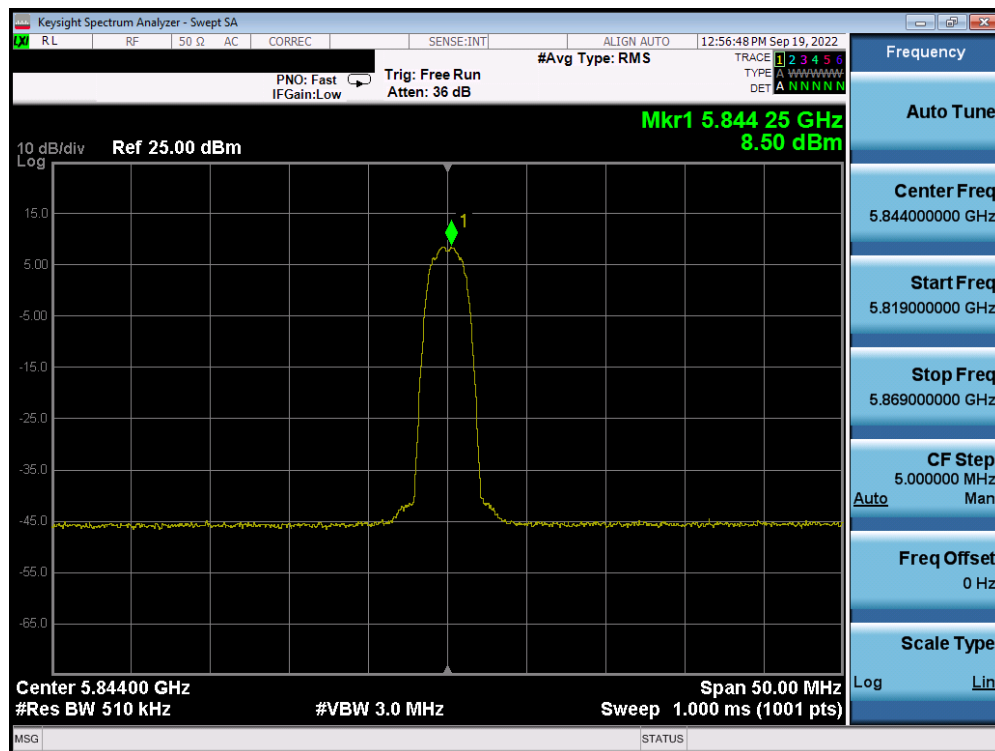 Keysight Spectrum Analyzer - Swept SA
LXI RL RF 50 Ω AC CORREC SENSE:INT ALIGN AUTO 12:56:48 PM Sep 19, 2022
PNO: Fast
IFGain:Low
Trig: Free Run
Atten: 36 dB
#Avg Type: RMS
TRACE 1 2 3 4 5 6
TYPE A WWWWW
DET A N N N N N
Mkr1 5.844 25 GHz
8.50 dBm
10 dB/div
Log
Ref 25.00 dBm
1
15.0
5.00
-5.00
-15.0
-25.0
-35.0
-45.0
-55.0
-65.0
Center 5.84400 GHz
Span 50.00 MHz
#Res BW 510 kHz
#VBW 3.0 MHz
Sweep 1.000 ms (1001 pts)
MSG
STATUS
Frequency
Auto Tune
Center Freq
5.844000000 GHz
Start Freq
5.819000000 GHz
Stop Freq
5.869000000 GHz
CF Step
5.000000 MHz
Auto Man
Freq Offset
0 Hz
Scale Type
Log Lin